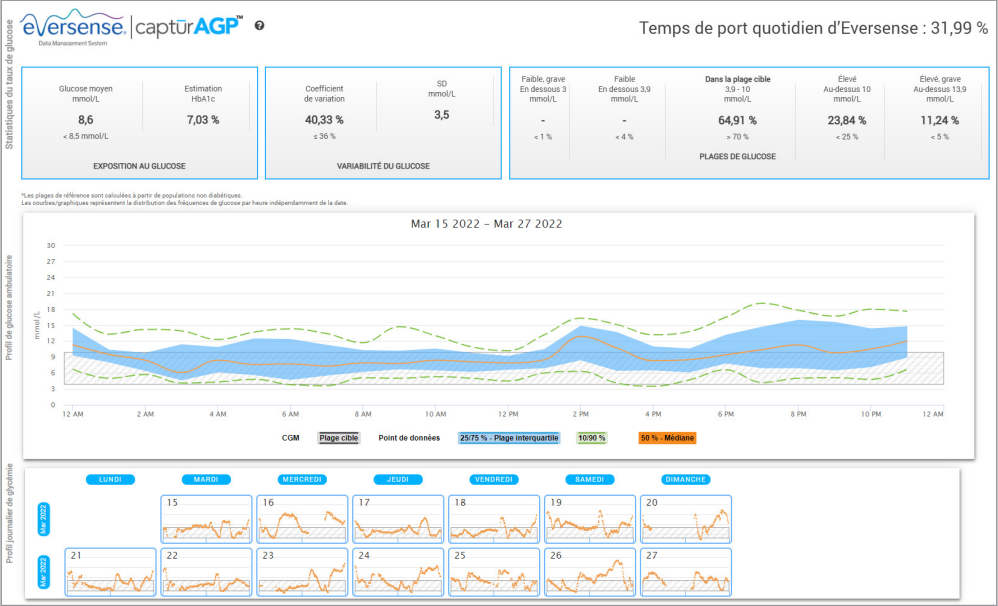 eversense. | captūrAGP™ ?
Data Management System
Temps de port quotidien d’Eversense : 31,99 %
Statistiques du taux de glucose
Glucose moyen
mmol/L
8,6
< 8,5 mmol/L
Estimation
HbA1c
7,03 %
EXPOSITION AU GLUCOSE
Coefficient
de variation
40,33 %
≤ 36 %
SD
mmol/L
3,5
VARIABILITÉ DU GLUCOSE
Faible, grave
En dessous 3
mmol/L
-
< 1 %
Faible
En dessous 3,9
mmol/L
-
< 4 %
Dans la plage cible
3,9 - 10
mmol/L
64,91 %
> 70 %
Élevé
Au-dessus 10
mmol/L
23,84 %
< 25 %
Élevé, grave
Au-dessus 13,9
mmol/L
11,24 %
< 5 %
PLAGES DE GLUCOSE
*Les plages de référence sont calculées à partir de populations non diabétiques.
Les courbes/graphiques représentent la distribution des fréquences de glucose par heure indépendamment de la date.
Profil de glucose ambulatoire
Mar 15 2022 – Mar 27 2022
mmol/L
30
27
24
21
18
15
12
9
6
3
0
12 AM 2 AM 4 AM 6 AM 8 AM 10 AM 12 PM 2 PM 4 PM 6 PM 8 PM 10 PM 12 AM
CGM Plage cible Point de données 25/75 % - Plage interquartile 10/90 % 50 % - Médiane
Profil journalier de glycémie
LUNDI MARDI MERCREDI JEUDI VENDREDI SAMEDI DIMANCHE
Mar 2022
15 16 17 18 19 20
Mar 2022
21 22 23 24 25 26 27